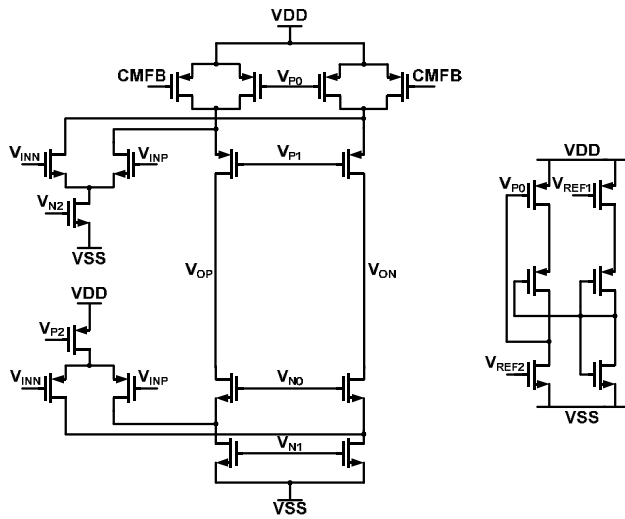 VDD
CMFB
VP0
CMFB
VINN
VINP
VP1
VN2
VSS
VOP
VON
VDD
VP2
VINN
VINP
VN0
VN1
VSS
VDD
VP0
VREF1
VREF2
VSS